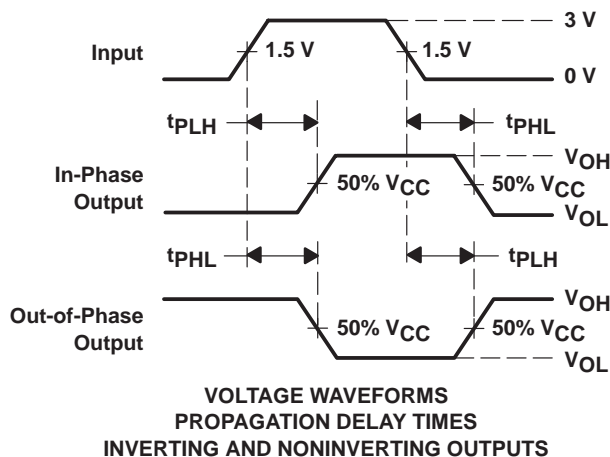 3 V
Input
1.5 V
1.5 V
0 V
tPLH
tPHL
In-Phase
Output
VOH
50% VCC
50% VCC
VOL
tPHL
tPLH
Out-of-Phase
Output
VOH
50% VCC
50% VCC
VOL
VOLTAGE WAVEFORMS
PROPAGATION DELAY TIMES
INVERTING AND NONINVERTING OUTPUTS